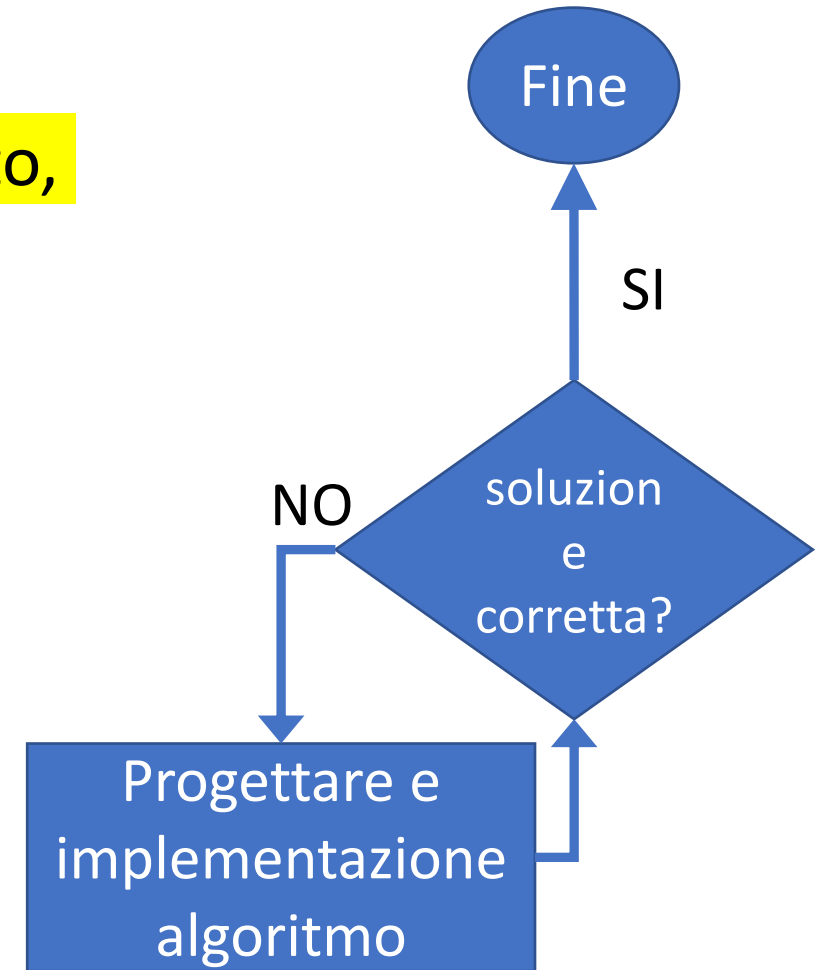 Fine
o,
SI
NO
soluzion
e
corretta?
Progettare e
implementazione
algoritmo